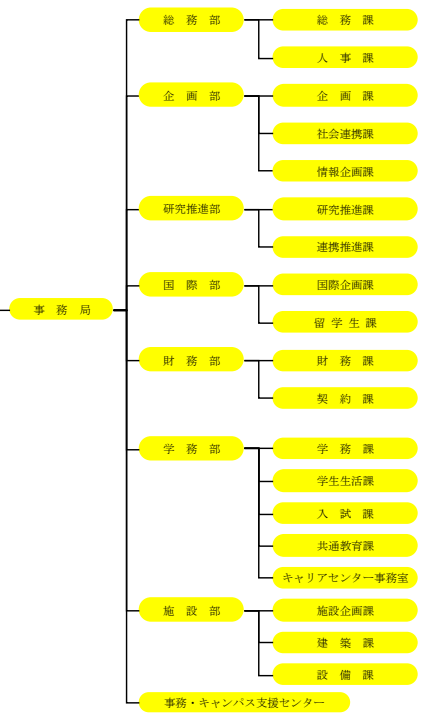 総務部
総務課
人事課
企画部
企画課
社会連携課
情報企画課
研究推進部
研究推進課
連携推進課
国際部
国際企画課
留学生課
事務局
財務部
財務課
契約課
学務部
学務課
学生生活課
入試課
共通教育課
キャリアセンター事務室
施設部
施設企画課
建築課
設備課
事務・キャンパス支援センター